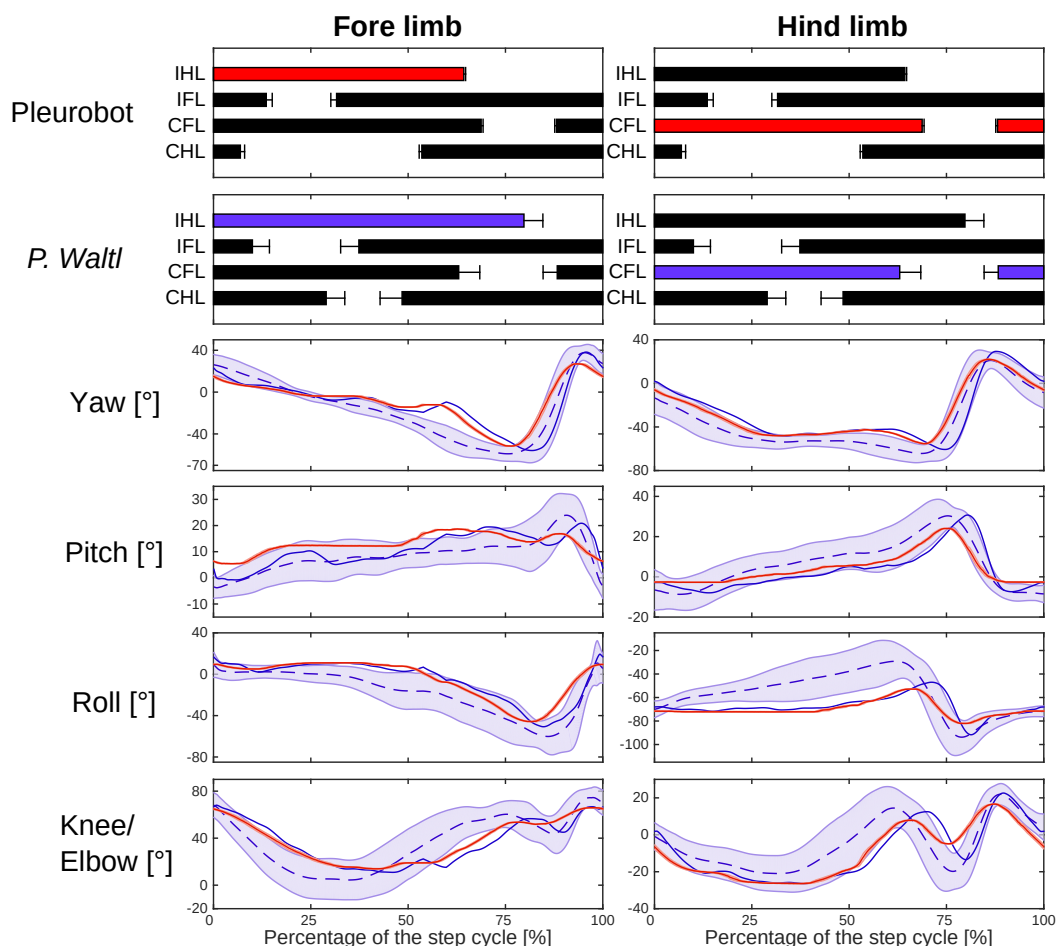 Fore limb Hind limb
Pleurobot
IHL IHL
IFL IFL
CFL CFL
CHL CHL
P. Waltl
IHL IHL
IFL IFL
CFL CFL
CHL CHL
Yaw [°]
40 40
0 0
-40 -40
-70 -80
Pitch [°]
30 40
20 20
10 0
0 -20
-10
Roll [°]
40 -20
0 -40
-40 -60
-80 -80
-100
Knee/
Elbow [°]
80 20
40 0
0 -20
-20 -40
0 25 50 75 100 0 25 50 75 100
Percentage of the step cycle [%] Percentage of the step cycle [%]